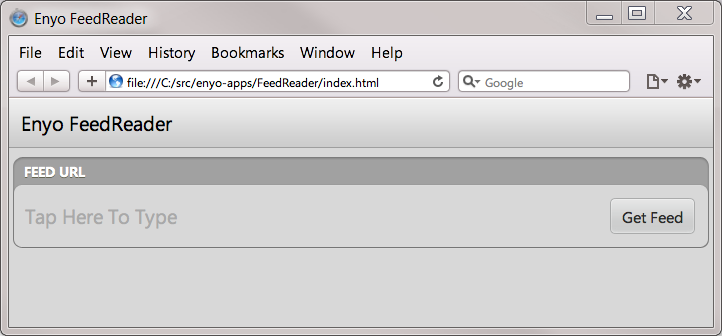 Enyo FeedReader
File Edit View History Bookmarks Window Help
file:///C:/src/enyo-apps/FeedReader/index.html Google
Enyo FeedReader
FEED URL
Tap Here To Type Get Feed